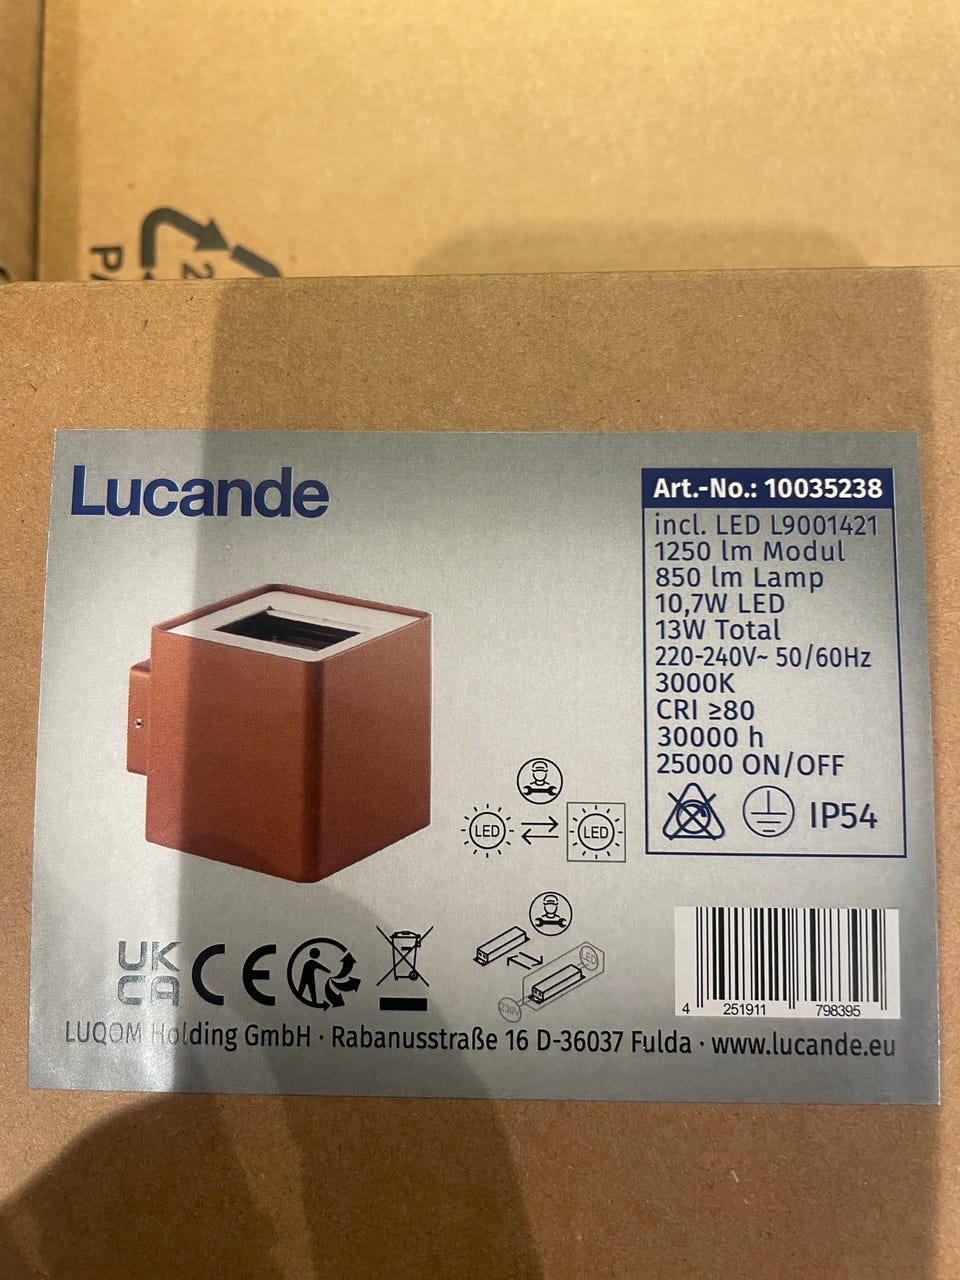 Lucande
Art.-No.: 10035238
incl. LED L9001421
1250 lm Modul
850 lm Lamp
10,7W LED
13W Total
220-240V~ 50/60Hz
3000K
CRI ≥80
30000 h
25000 ON/OFF
IP54
LED
LED
LED
230V
UK
CA
CE
4 251911 798395
LUQOM Holding GmbH · Rabanusstraße 16 D-36037 Fulda · www.lucande.eu